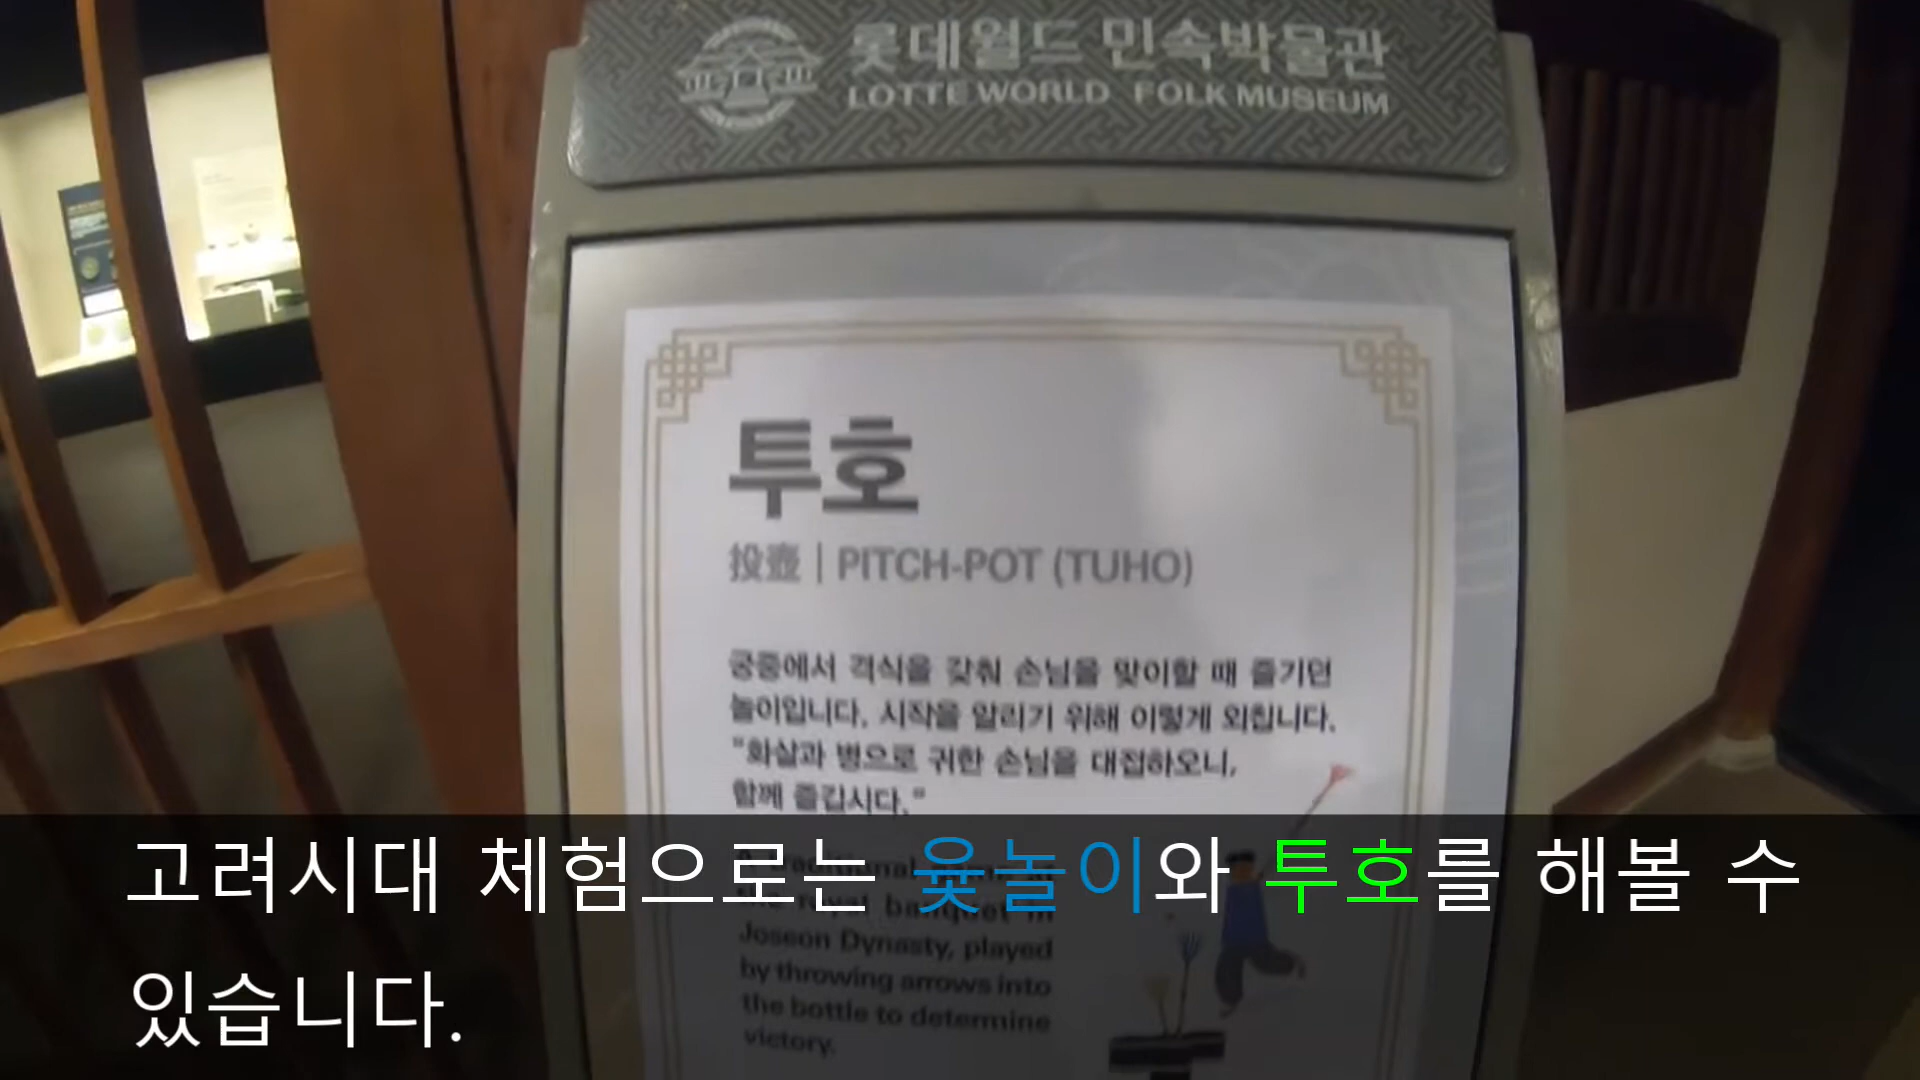 롯데월드 민속박물관
LOTTE WORLD FOLK MUSEUM
투호
投壺 | PITCH-POT (TUHO)
궁중에서 격식을 갖춰 손님을 맞이할 때 즐기던
놀이입니다. 시작을 알리기 위해 이렇게 외칩니다.
"화살과 병으로 귀한 손님을 대접하오니,
함께 즐깁시다."
고려시대 체험으로는 윷놀이와 투호를 해볼 수
있습니다.
traditional
the royal banquet in
Joseon Dynasty, played
by throwing arrows into
the bottle to determine
victory.